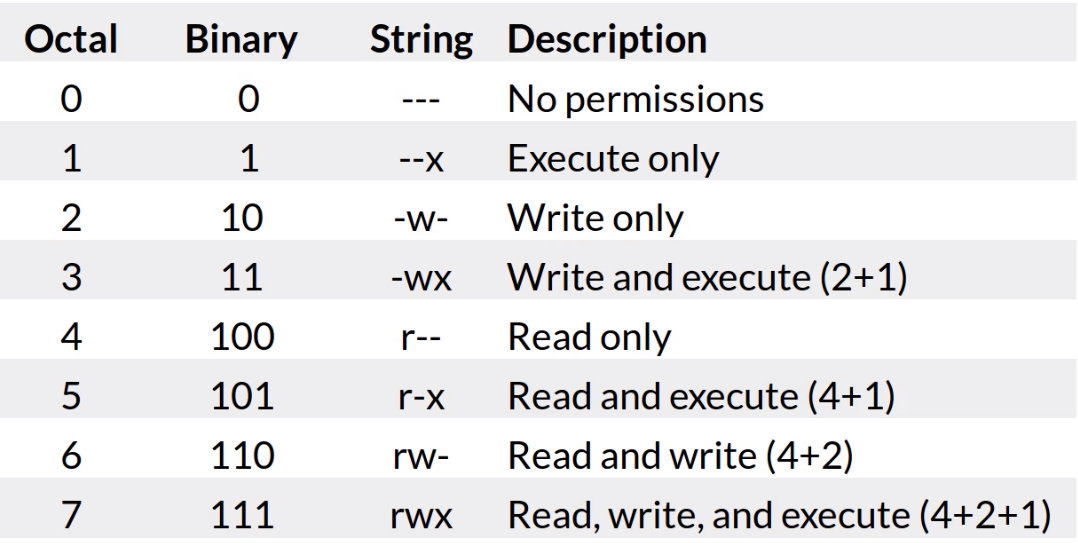 Octal Binary String Description
0 0 --- No permissions
1 1 --x Execute only
2 10 -w- Write only
3 11 -wx Write and execute (2+1)
4 100 r-- Read only
5 101 r-x Read and execute (4+1)
6 110 rw- Read and write (4+2)
7 111 rwx Read, write, and execute (4+2+1)